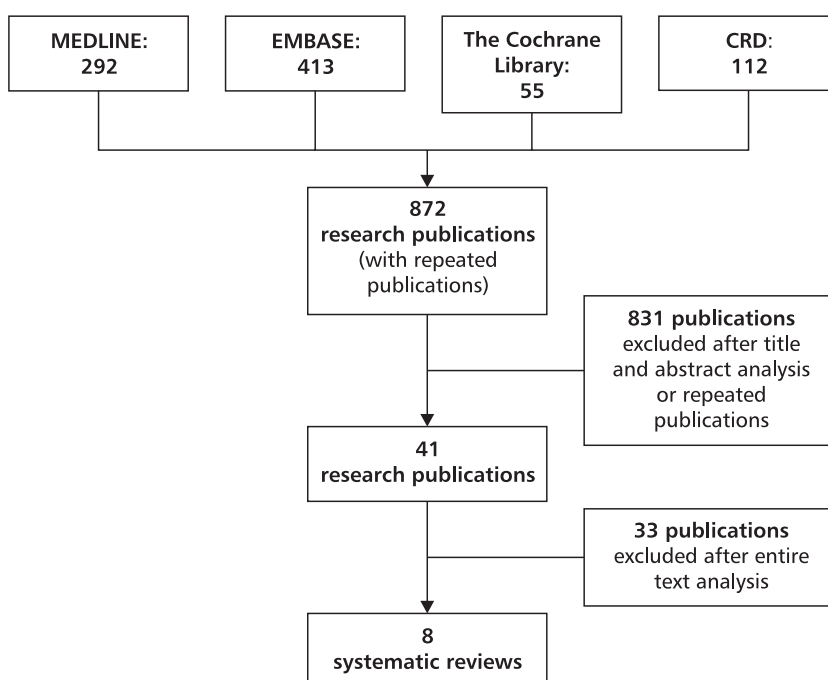 MEDLINE:
292
EMBASE:
413
The Cochrane
Library:
55
CRD:
112
872
research publications
(with repeated
publications)
831 publications
excluded after title
and abstract analysis
or repeated
publications
41
research publications
33 publications
excluded after entire
text analysis
8
systematic reviews